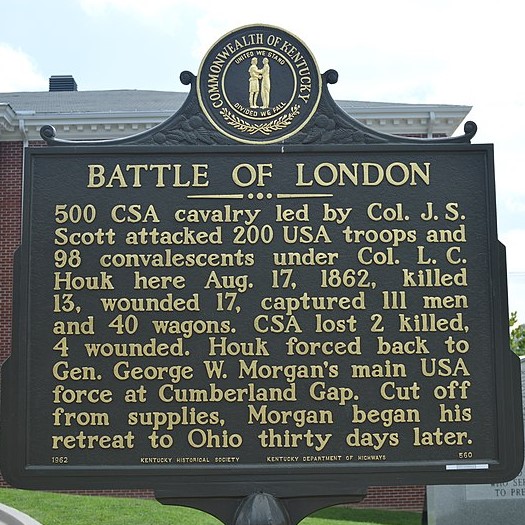 COMMONWEALTH OF KENTUCKY
UNITED WE STAND
DIVIDED WE FALL
BATTLE OF LONDON
500 CSA cavalry led by Col. J. S.
Scott attacked 200 USA troops and
98 convalescents under Col. L. C.
Houk here Aug. 17, 1862, killed
13, wounded 17, captured 111 men
and 40 wagons. CSA lost 2 killed,
4 wounded. Houk forced back to
Gen. George W. Morgan's main USA
force at Cumberland Gap. Cut off
from supplies, Morgan began his
retreat to Ohio thirty days later.
1962 KENTUCKY HISTORICAL SOCIETY KENTUCKY DEPARTMENT OF HIGHWAYS 560
TO PRE